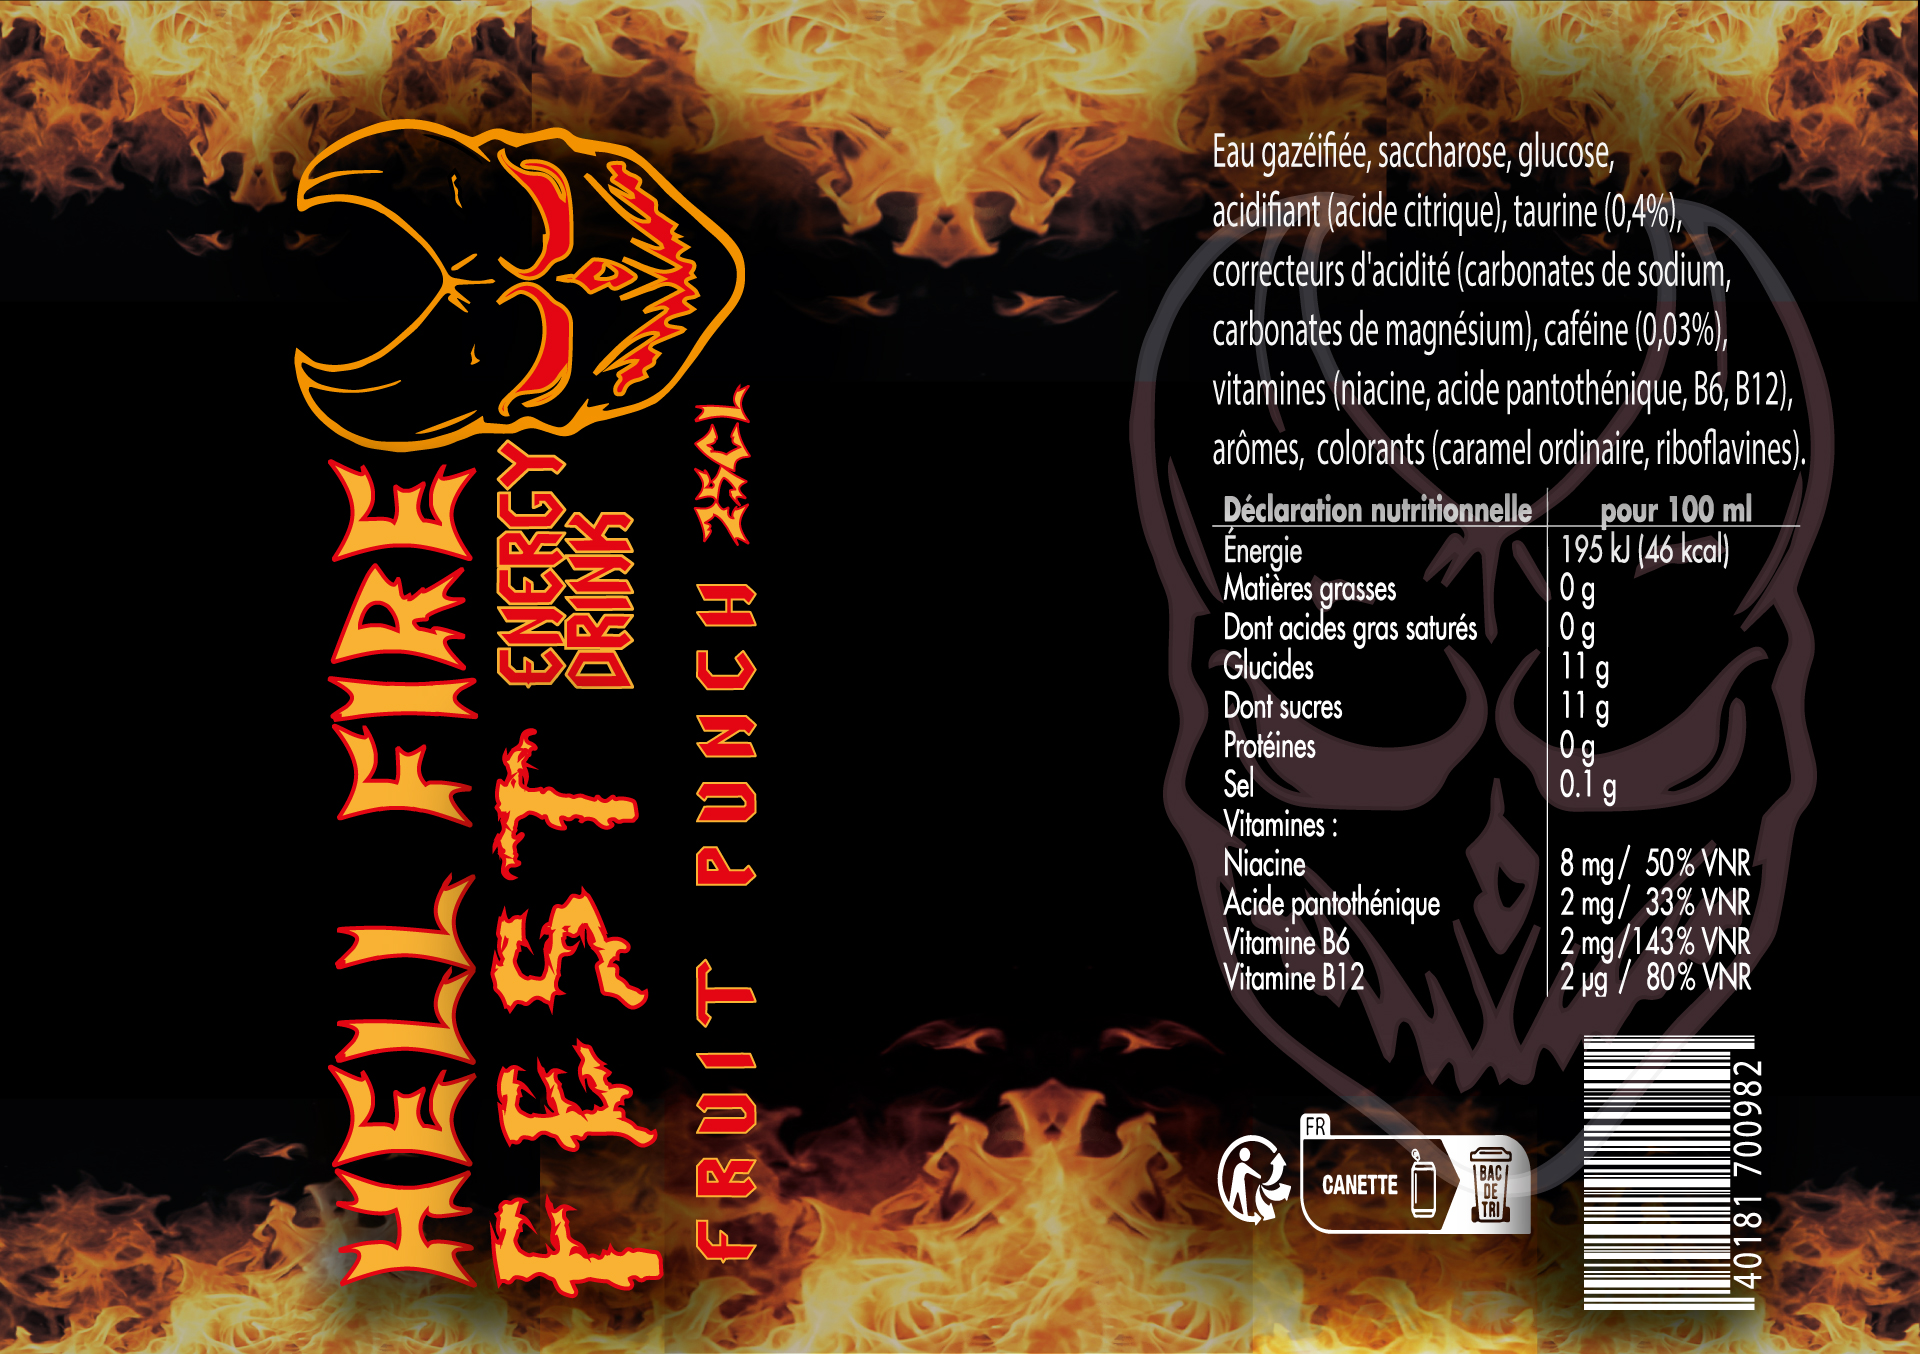 HELL FIRE
FEST
ENERGY
DRINK
FRUIT PUNCH 25CL
Eau gazéifiée, saccharose, glucose,
acidifiant (acide citrique), taurine (0,4%),
correcteurs d'acidité (carbonates de sodium,
carbonates de magnésium), caféine (0,03%),
vitamines (niacine, acide pantothénique, B6, B12),
arômes, colorants (caramel ordinaire, riboflavines).
Déclaration nutritionnelle pour 100 ml
Énergie 195 kJ (46 kcal)
Matières grasses 0 g
Dont acides gras saturés 0 g
Glucides 11 g
Dont sucres 11 g
Protéines 0 g
Sel 0.1 g
Vitamines :
Niacine 8 mg / 50% VNR
Acide pantothénique 2 mg / 33% VNR
Vitamine B6 2 mg /143% VNR
Vitamine B12 2 µg / 80% VNR
FR
CANETTE
BAC
DE
TRI
40181 700982